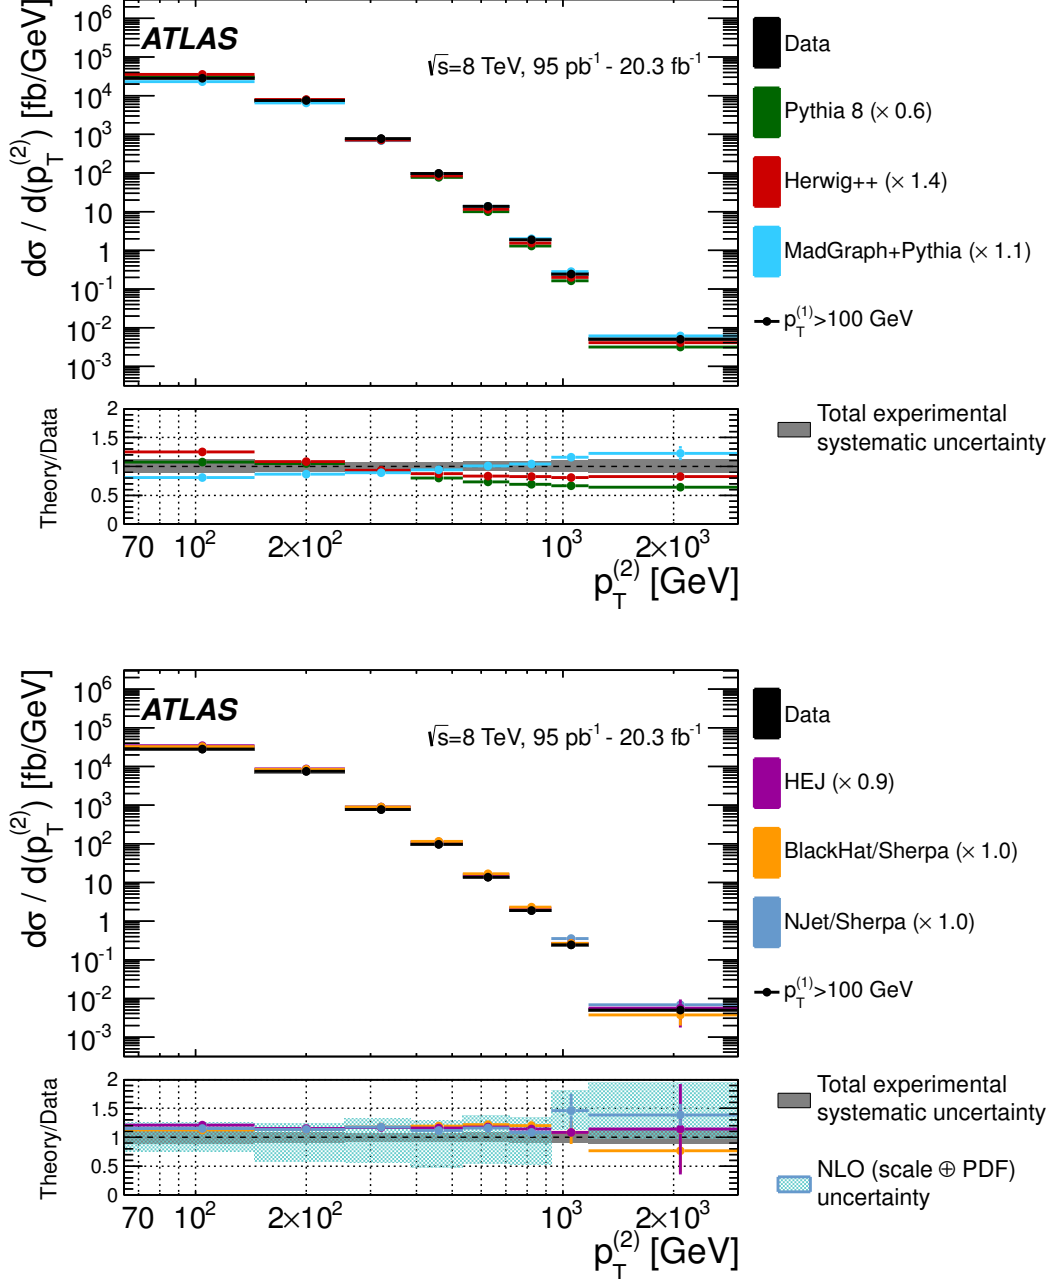 ATLAS
√s=8 TeV, 95 pb⁻¹ - 20.3 fb⁻¹
dσ / d(p_T^(2)) [fb/GeV]
10⁶
10⁵
10⁴
10³
10²
10
1
10⁻¹
10⁻²
10⁻³
Data
Pythia 8 (× 0.6)
Herwig++ (× 1.4)
MadGraph+Pythia (× 1.1)
p_T^(1)>100 GeV
Theory/Data
2
1.5
1
0.5
0
Total experimental
systematic uncertainty
70 10² 2×10² 10³ 2×10³
p_T^(2) [GeV]
ATLAS
√s=8 TeV, 95 pb⁻¹ - 20.3 fb⁻¹
dσ / d(p_T^(2)) [fb/GeV]
10⁶
10⁵
10⁴
10³
10²
10
1
10⁻¹
10⁻²
10⁻³
Data
HEJ (× 0.9)
BlackHat/Sherpa (× 1.0)
NJet/Sherpa (× 1.0)
p_T^(1)>100 GeV
Theory/Data
2
1.5
1
0.5
0
Total experimental
systematic uncertainty
NLO (scale ⊕ PDF)
uncertainty
70 10² 2×10² 10³ 2×10³
p_T^(2) [GeV]